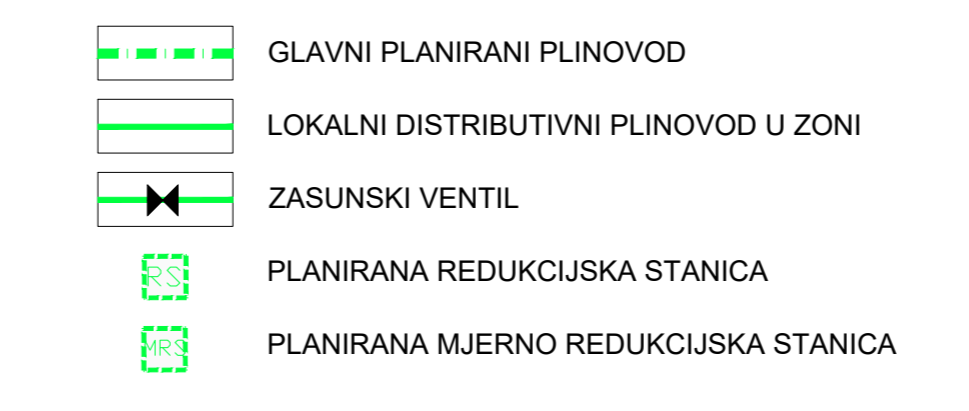 GLAVNI PLANIRANI PLINOVOD
LOKALNI DISTRIBUTIVNI PLINOVOD U ZONI
ZASUNSKI VENTIL
RS PLANIRANA REDUKCIJSKA STANICA
MRS PLANIRANA MJERNO REDUKCIJSKA STANICA